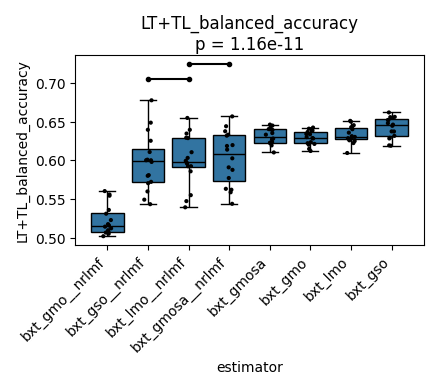 LT+TL_balanced_accuracy
p = 1.16e-11
LT+TL_balanced_accuracy
0.70
0.65
0.60
0.55
0.50
bxt_gmo__nrlmf
bxt_gso__nrlmf
bxt_lmo__nrlmf
bxt_gmosa__nrlmf
bxt_gmosa
bxt_gmo
bxt_lmo
bxt_gso
estimator